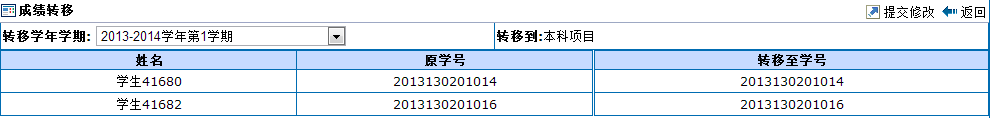 成绩转移 提交修改 返回
转移学年学期: 2013-2014学年第1学期 转移到:本科项目
姓名 原学号 转移至学号
学生41680 2013130201014 2013130201014
学生41682 2013130201016 2013130201016